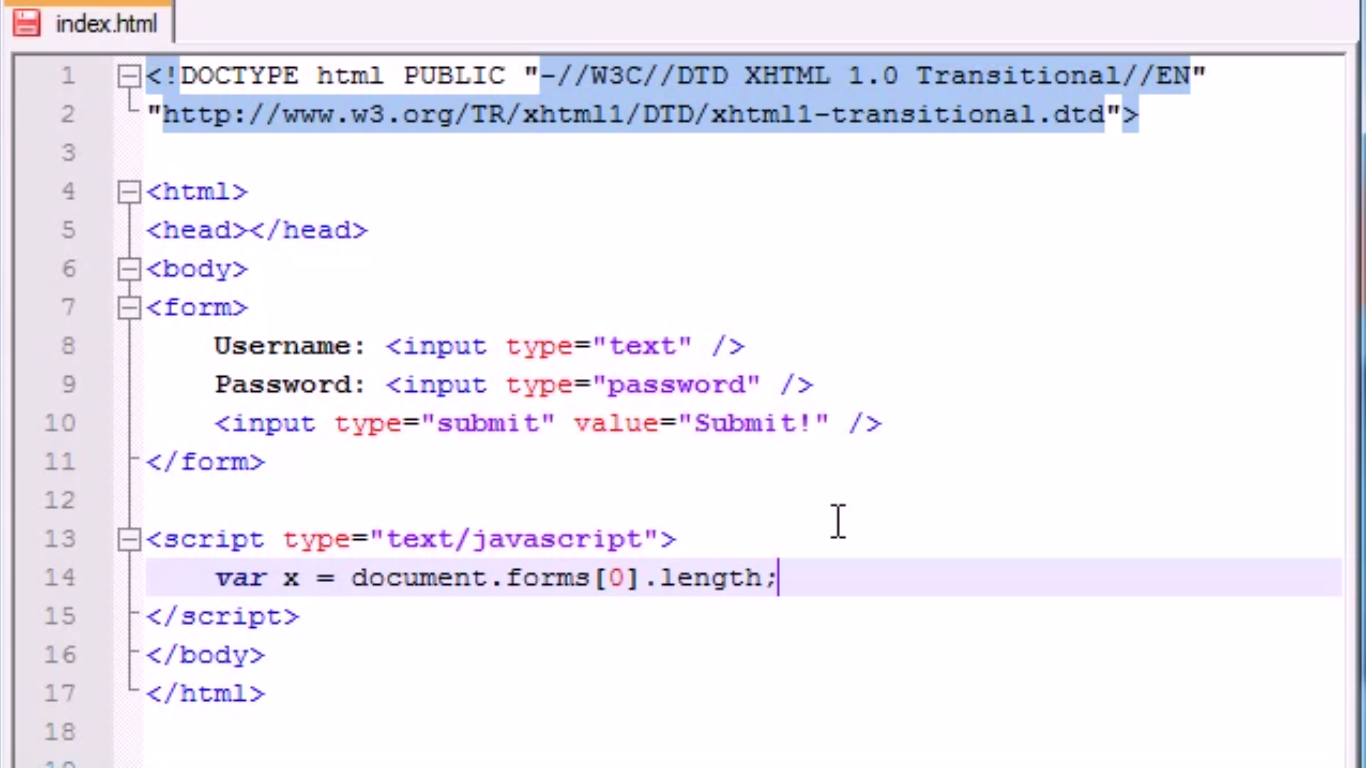 index.html
1 <!DOCTYPE html PUBLIC "-//W3C//DTD XHTML 1.0 Transitional//EN"
2 "http://www.w3.org/TR/xhtml1/DTD/xhtml1-transitional.dtd">
3
4 <html>
5 <head></head>
6 <body>
7 <form>
8 Username: <input type="text" />
9 Password: <input type="password" />
10 <input type="submit" value="Submit!" />
11 </form>
12
13 <script type="text/javascript">
14 var x = document.forms[0].length;
15 </script>
16 </body>
17 </html>
18